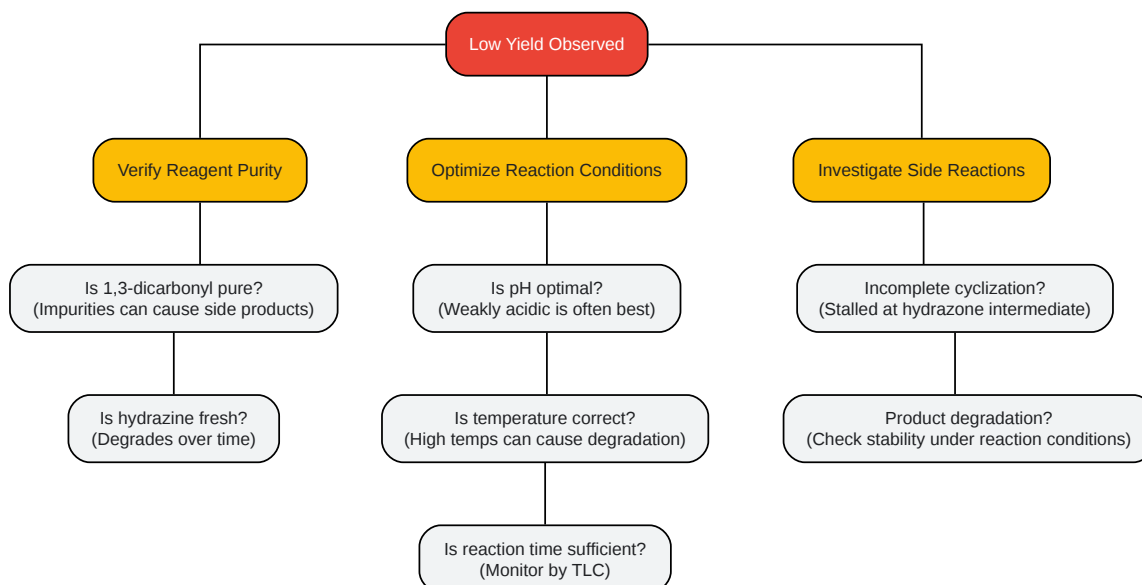 Low Yield Observed
Verify Reagent Purity
Optimize Reaction Conditions
Investigate Side Reactions
Is 1,3-dicarbonyl pure?
(Impurities can cause side products)
Is pH optimal?
(Weakly acidic is often best)
Incomplete cyclization?
(Stalled at hydrazone intermediate)
Is hydrazine fresh?
(Degrades over time)
Is temperature correct?
(High temps can cause degradation)
Product degradation?
(Check stability under reaction conditions)
Is reaction time sufficient?
(Monitor by TLC)